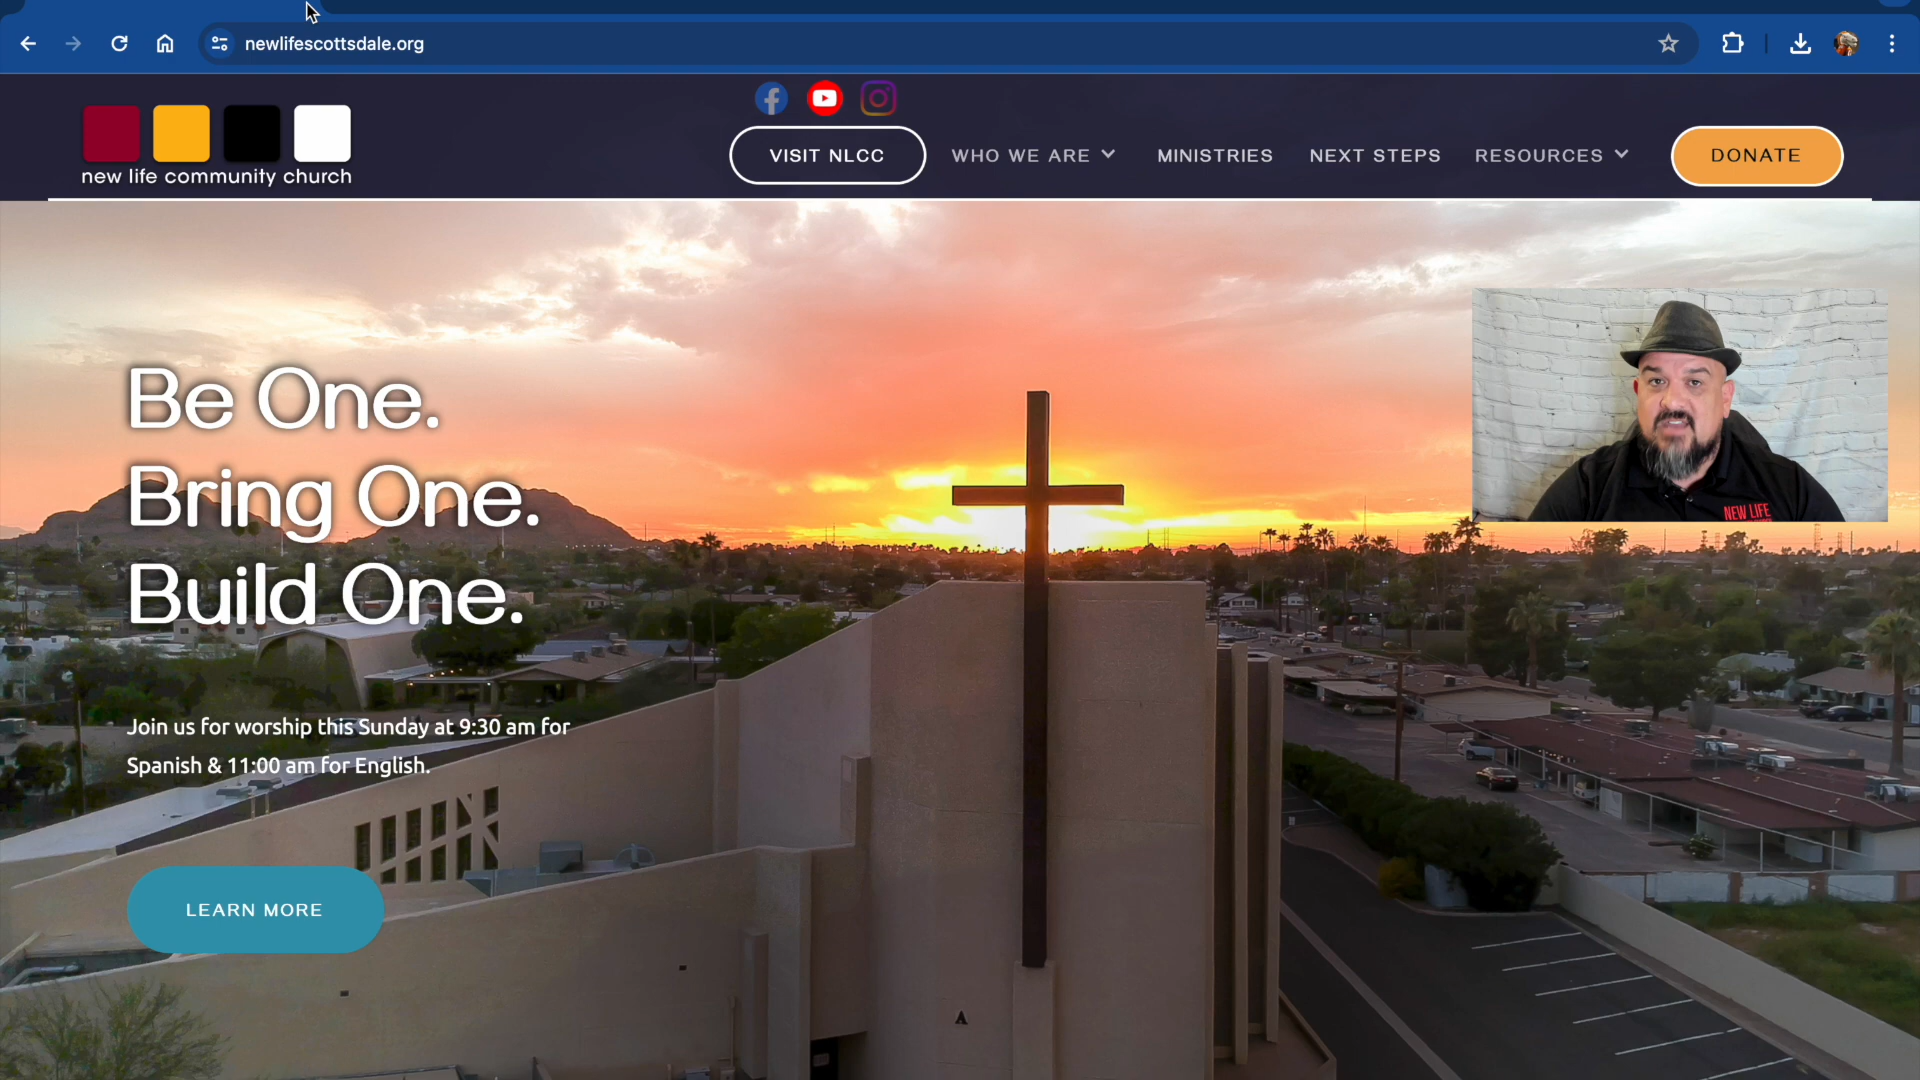 newlifescottsdale.org
new life community church
VISIT NLCC
WHO WE ARE
MINISTRIES
NEXT STEPS
RESOURCES
DONATE
Be One.
Bring One.
Build One.
NEW LIFE
Join us for worship this Sunday at 9:30 am for
Spanish & 11:00 am for English.
LEARN MORE